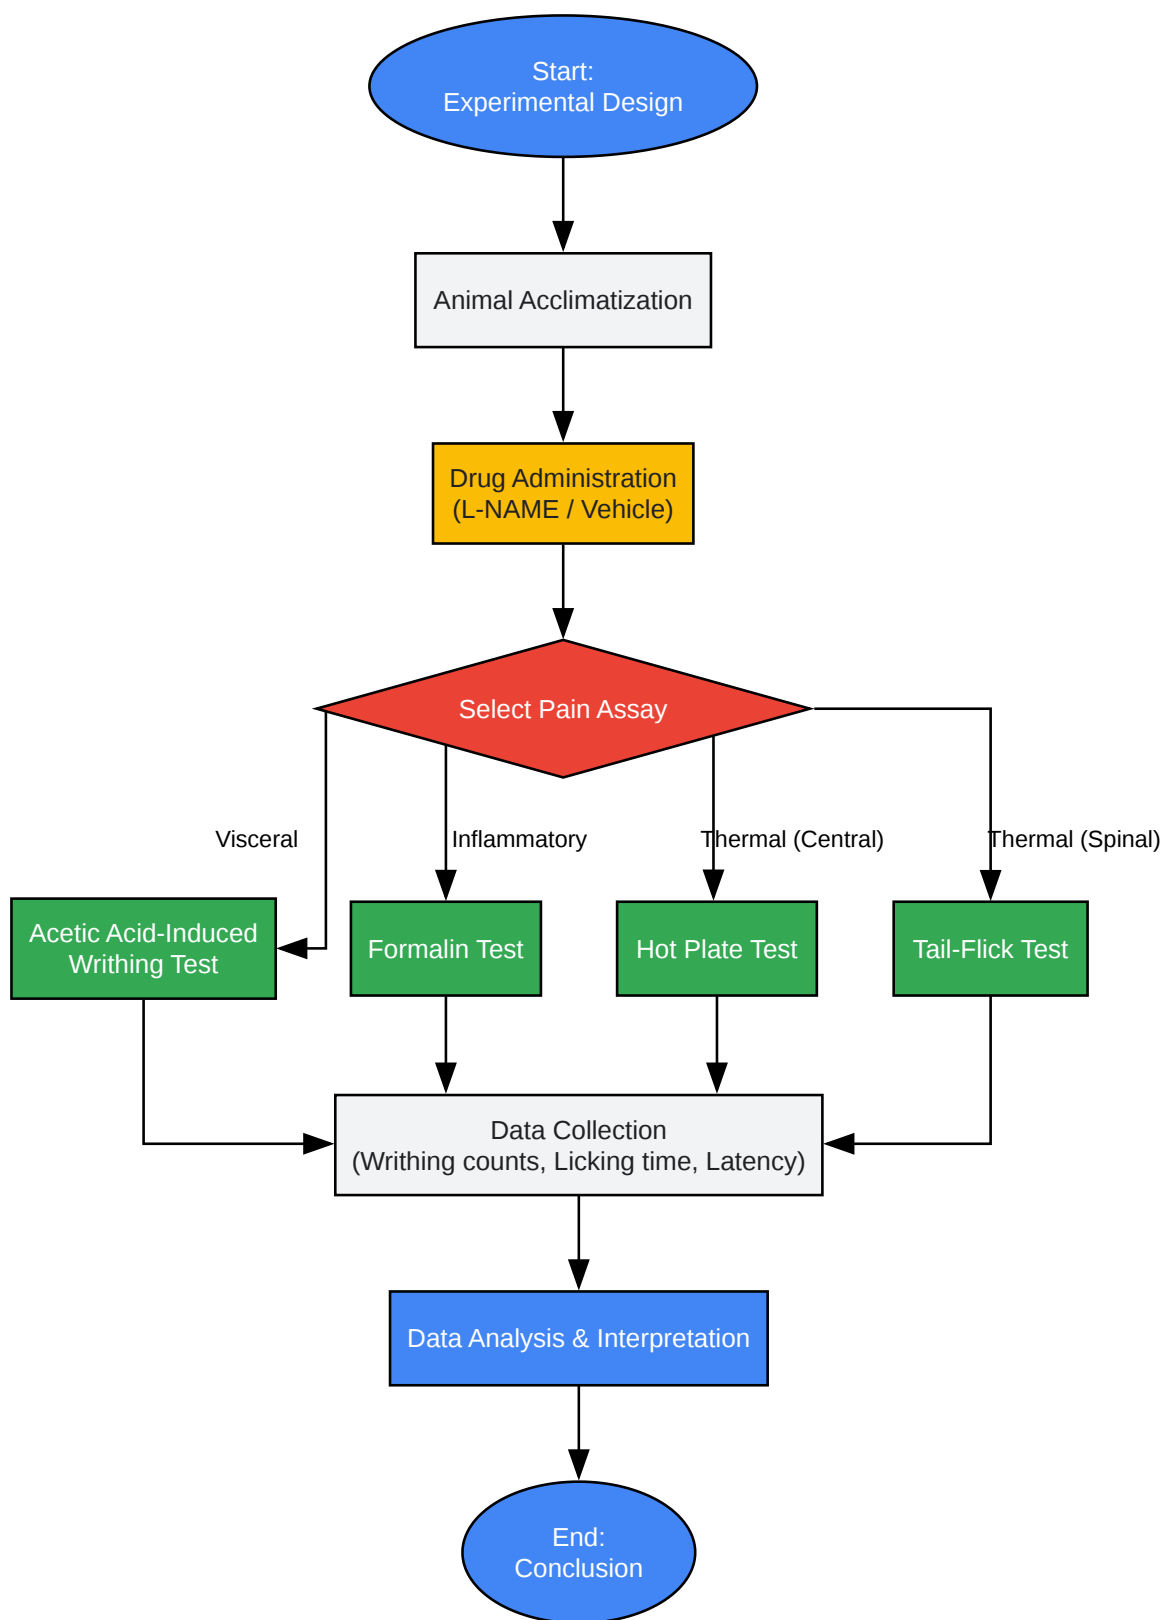 Start:
Experimental Design
Animal Acclimatization
Drug Administration
(L-NAME / Vehicle)
Select Pain Assay
Visceral
Inflammatory
Thermal (Central)
Thermal (Spinal)
Acetic Acid-Induced
Writhing Test
Formalin Test
Hot Plate Test
Tail-Flick Test
Data Collection
(Writhing counts, Licking time, Latency)
Data Analysis & Interpretation
End:
Conclusion